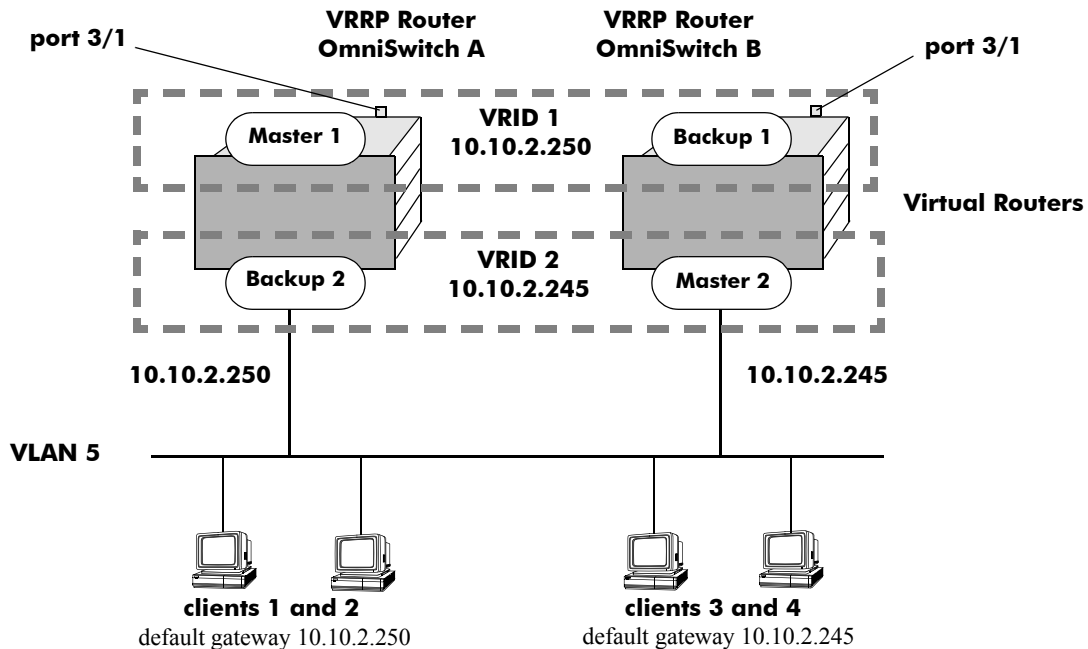 VRRP Router
OmniSwitch A
VRRP Router
OmniSwitch B
port 3/1
port 3/1
VRID 1
10.10.2.250
Master 1
Backup 1
Virtual Routers
VRID 2
10.10.2.245
Backup 2
Master 2
10.10.2.250
10.10.2.245
VLAN 5
clients 1 and 2
default gateway 10.10.2.250
clients 3 and 4
default gateway 10.10.2.245